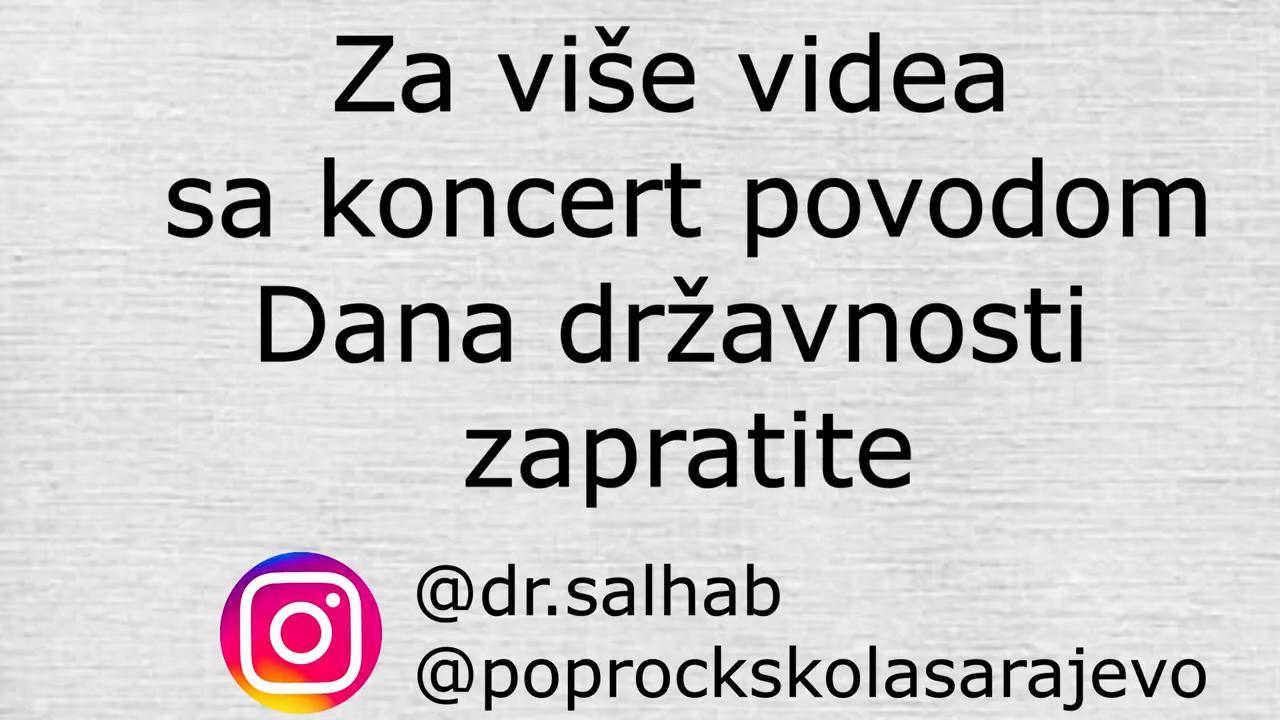 Za više videa
sa koncert povodom
Dana državnosti
zapratite
@dr.salhab
@poprockskolasarajevo